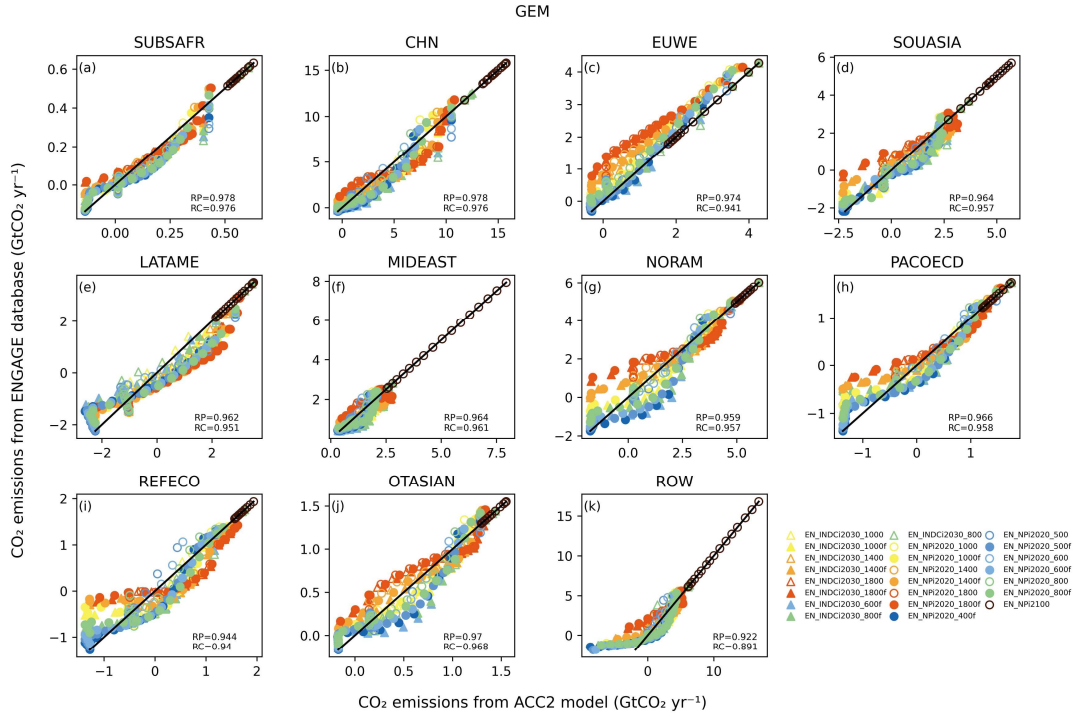 GEM
SUBSAFR
CHN
EUWE
SOUASIA
(a)
(b)
(c)
(d)
0.6
0.4
0.2
0.0
15
10
5
0
4
3
2
1
0
6
4
2
0
−2
RP=0.978
RC=0.976
RP=0.978
RC=0.976
RP=0.974
RC=0.941
RP=0.964
RC=0.957
0.00 0.25 0.50
0 5 10 15
0 2 4
−2.5 0.0 2.5 5.0
LATAME
MIDEAST
NORAM
PACOECD
(e)
(f)
(g)
(h)
2
0
−2
8
6
4
2
6
4
2
0
−2
1
0
−1
RP=0.962
RC=0.951
RP=0.964
RC=0.961
RP=0.959
RC=0.957
RP=0.966
RC=0.958
−2 0 2
0.0 2.5 5.0 7.5
0.0 2.5 5.0
−1 0 1
REFECO
OTASIAN
ROW
(i)
(j)
(k)
2
1
0
−1
1.5
1.0
0.5
0.0
15
10
5
0
RP=0.944
RC−0.94
RP=0.97
RC−0.968
RP=0.922
RC−0.891
−1 0 1 2
0.0 0.5 1.0 1.5
0 10
CO₂ emissions from ENGAGE database (GtCO₂ yr⁻¹)
CO₂ emissions from ACC2 model (GtCO₂ yr⁻¹)
EN_INDCi2030_1000
EN_INDCi2030_1000f
EN_INDCi2030_1400
EN_INDCi2030_1400f
EN_INDCi2030_1800
EN_INDCi2030_1800f
EN_INDCi2030_600f
EN_INDCi2030_800f
EN_INDCi2030_800
EN_NPi2020_1000
EN_NPi2020_1000f
EN_NPi2020_1400
EN_NPi2020_1400f
EN_NPi2020_1800
EN_NPi2020_1800f
EN_NPi2020_400f
EN_NPi2020_500
EN_NPi2020_500f
EN_NPi2020_600
EN_NPi2020_600f
EN_NPi2020_800
EN_NPi2020_800f
EN_NPi2100